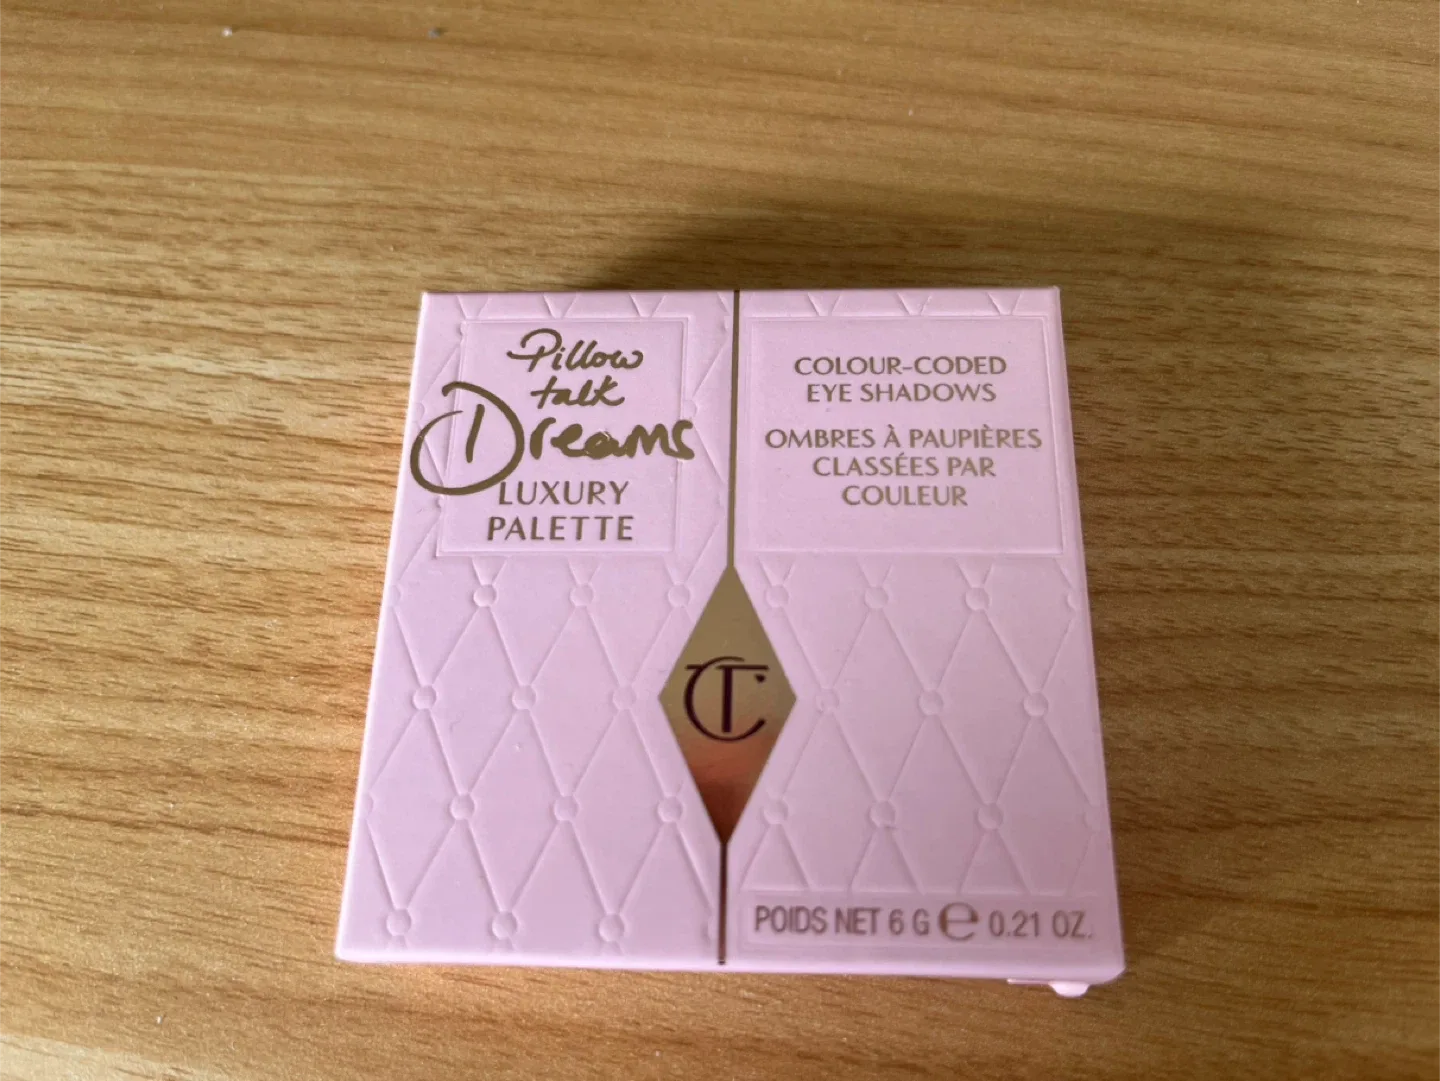 Pillow
talk
Dreams
LUXURY
PALETTE
COLOUR-CODED
EYE SHADOWS
OMBRES À PAUPIÈRES
CLASSÉES PAR
COULEUR
CT
POIDS NET 6 G ℮ 0.21 OZ.